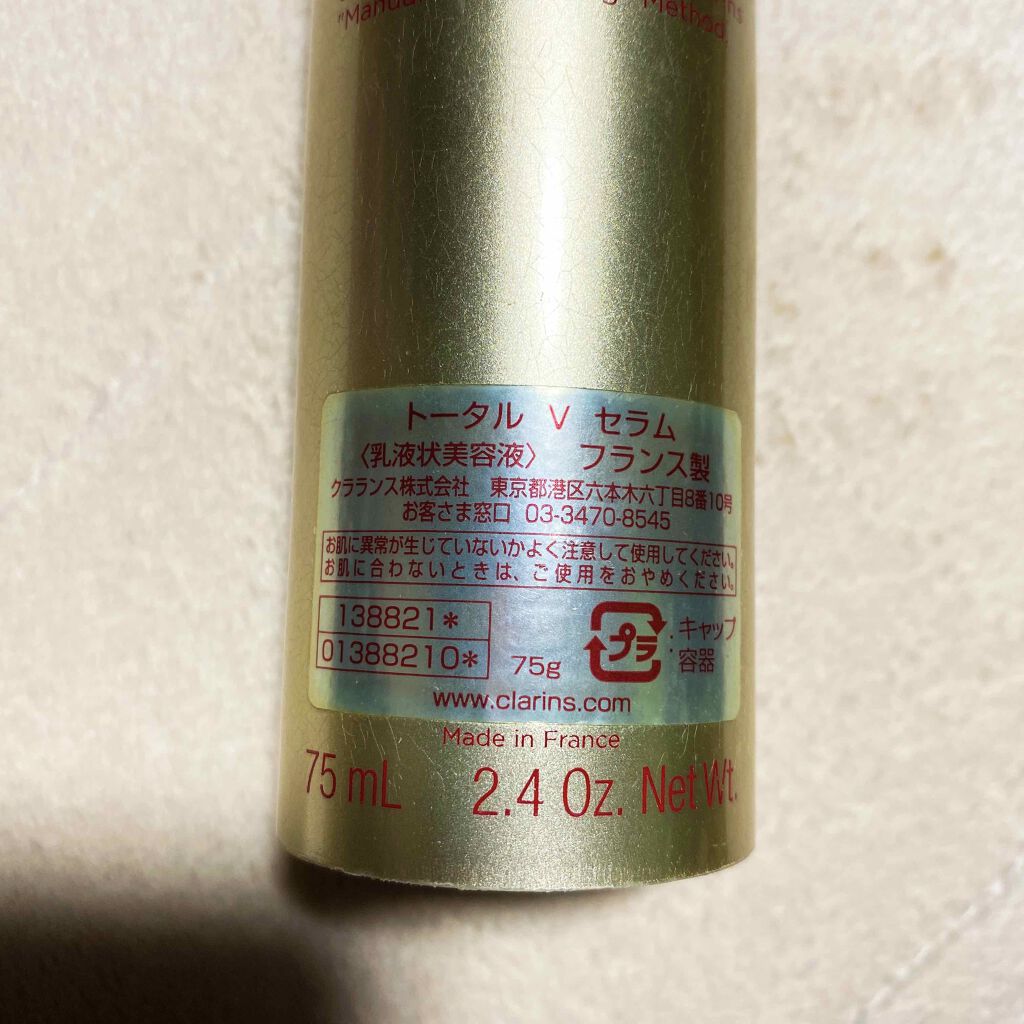 Method.
トータル V セラム
〈乳液状美容液〉 フランス製
クラランス株式会社 東京都港区六本木六丁目8番10号
お客さま窓口 03-3470-8545
お肌に異常が生じていないかよく注意して使用してください。
お肌に合わないときは、ご使用をおやめください。
138821*
01388210*
75g
プラ
:キャップ
容器
www.clarins.com
Made in France
75 mL 2.4 Oz. Net Wt.